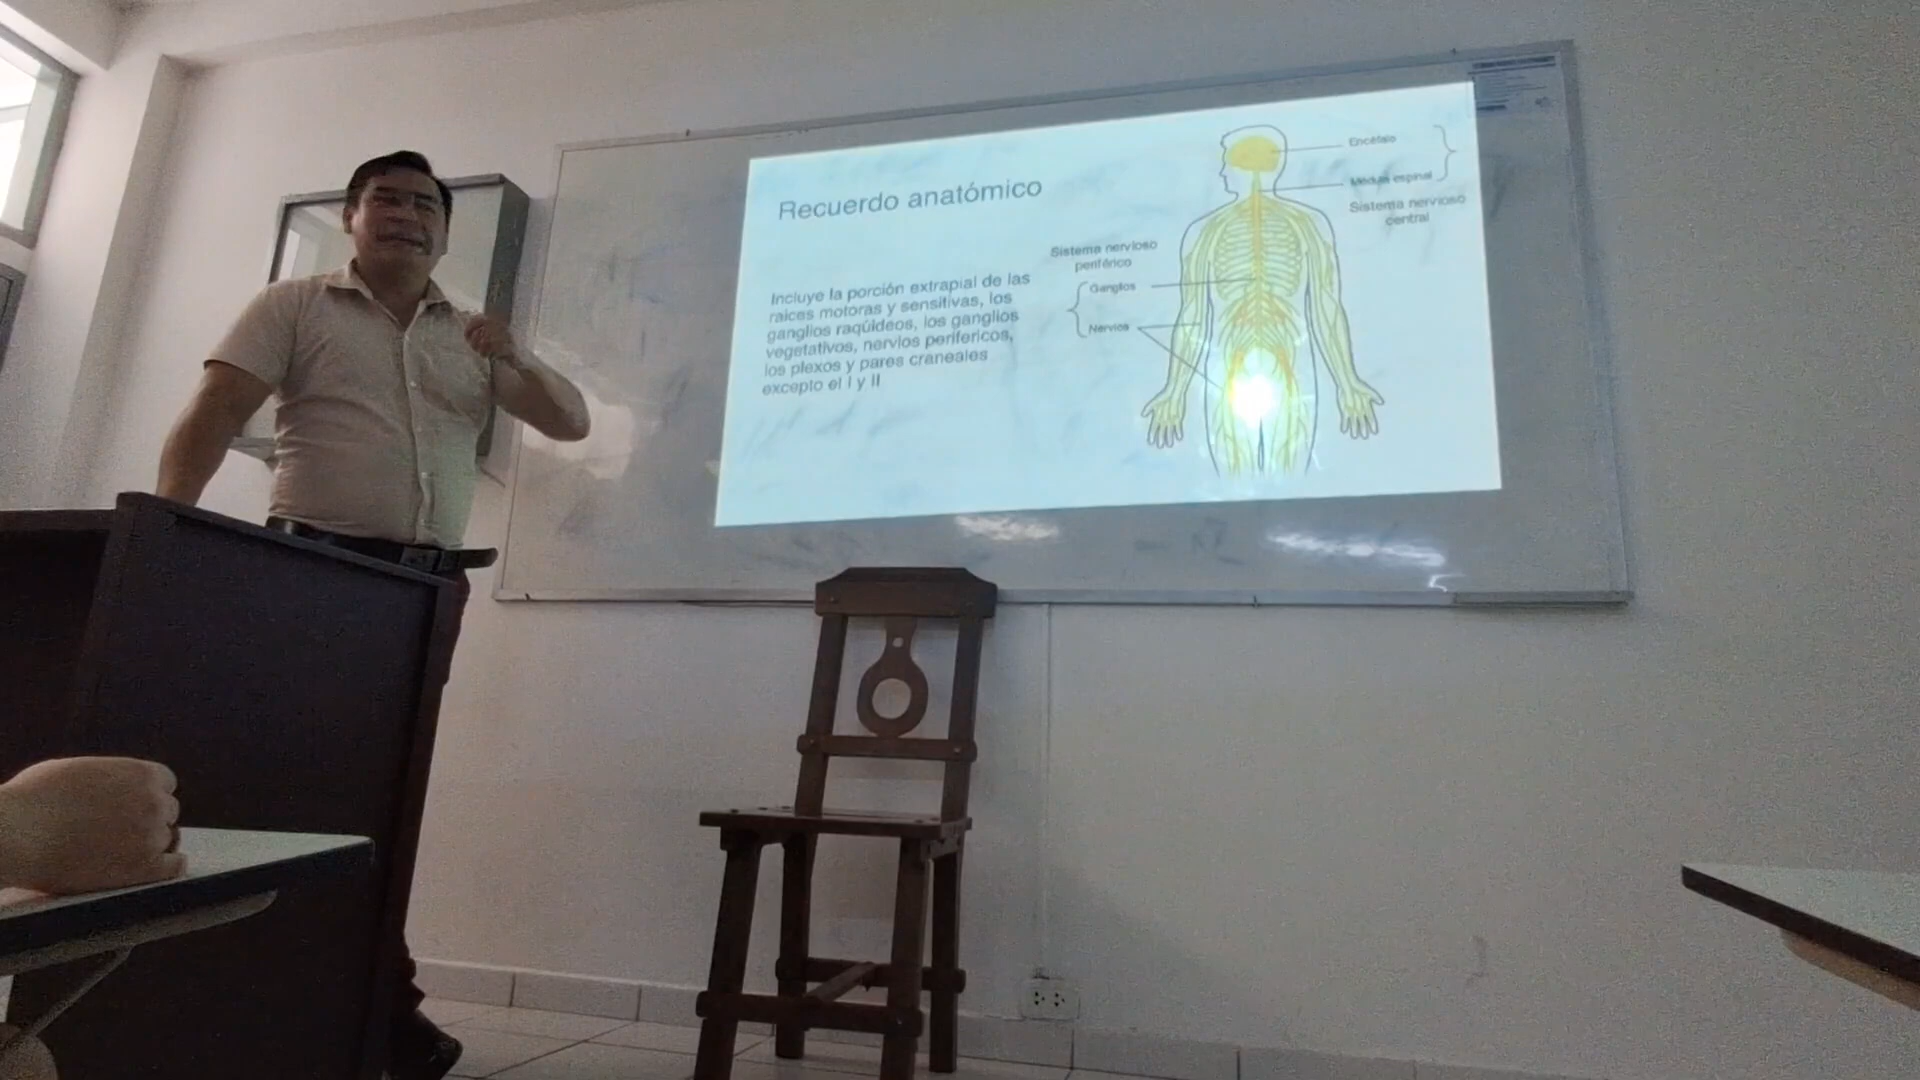 Recuerdo anatómico
Incluye la porción extrapial de las
raices motoras y sensitivas, los
ganglios raquídeos, los ganglios
vegetativos, nervios perifericos,
los plexos y pares craneales
excepto el I y II
Sistema nervioso
periférico
Ganglios
Nervios
Encéfalo
Médula espinal
Sistema nervioso
central